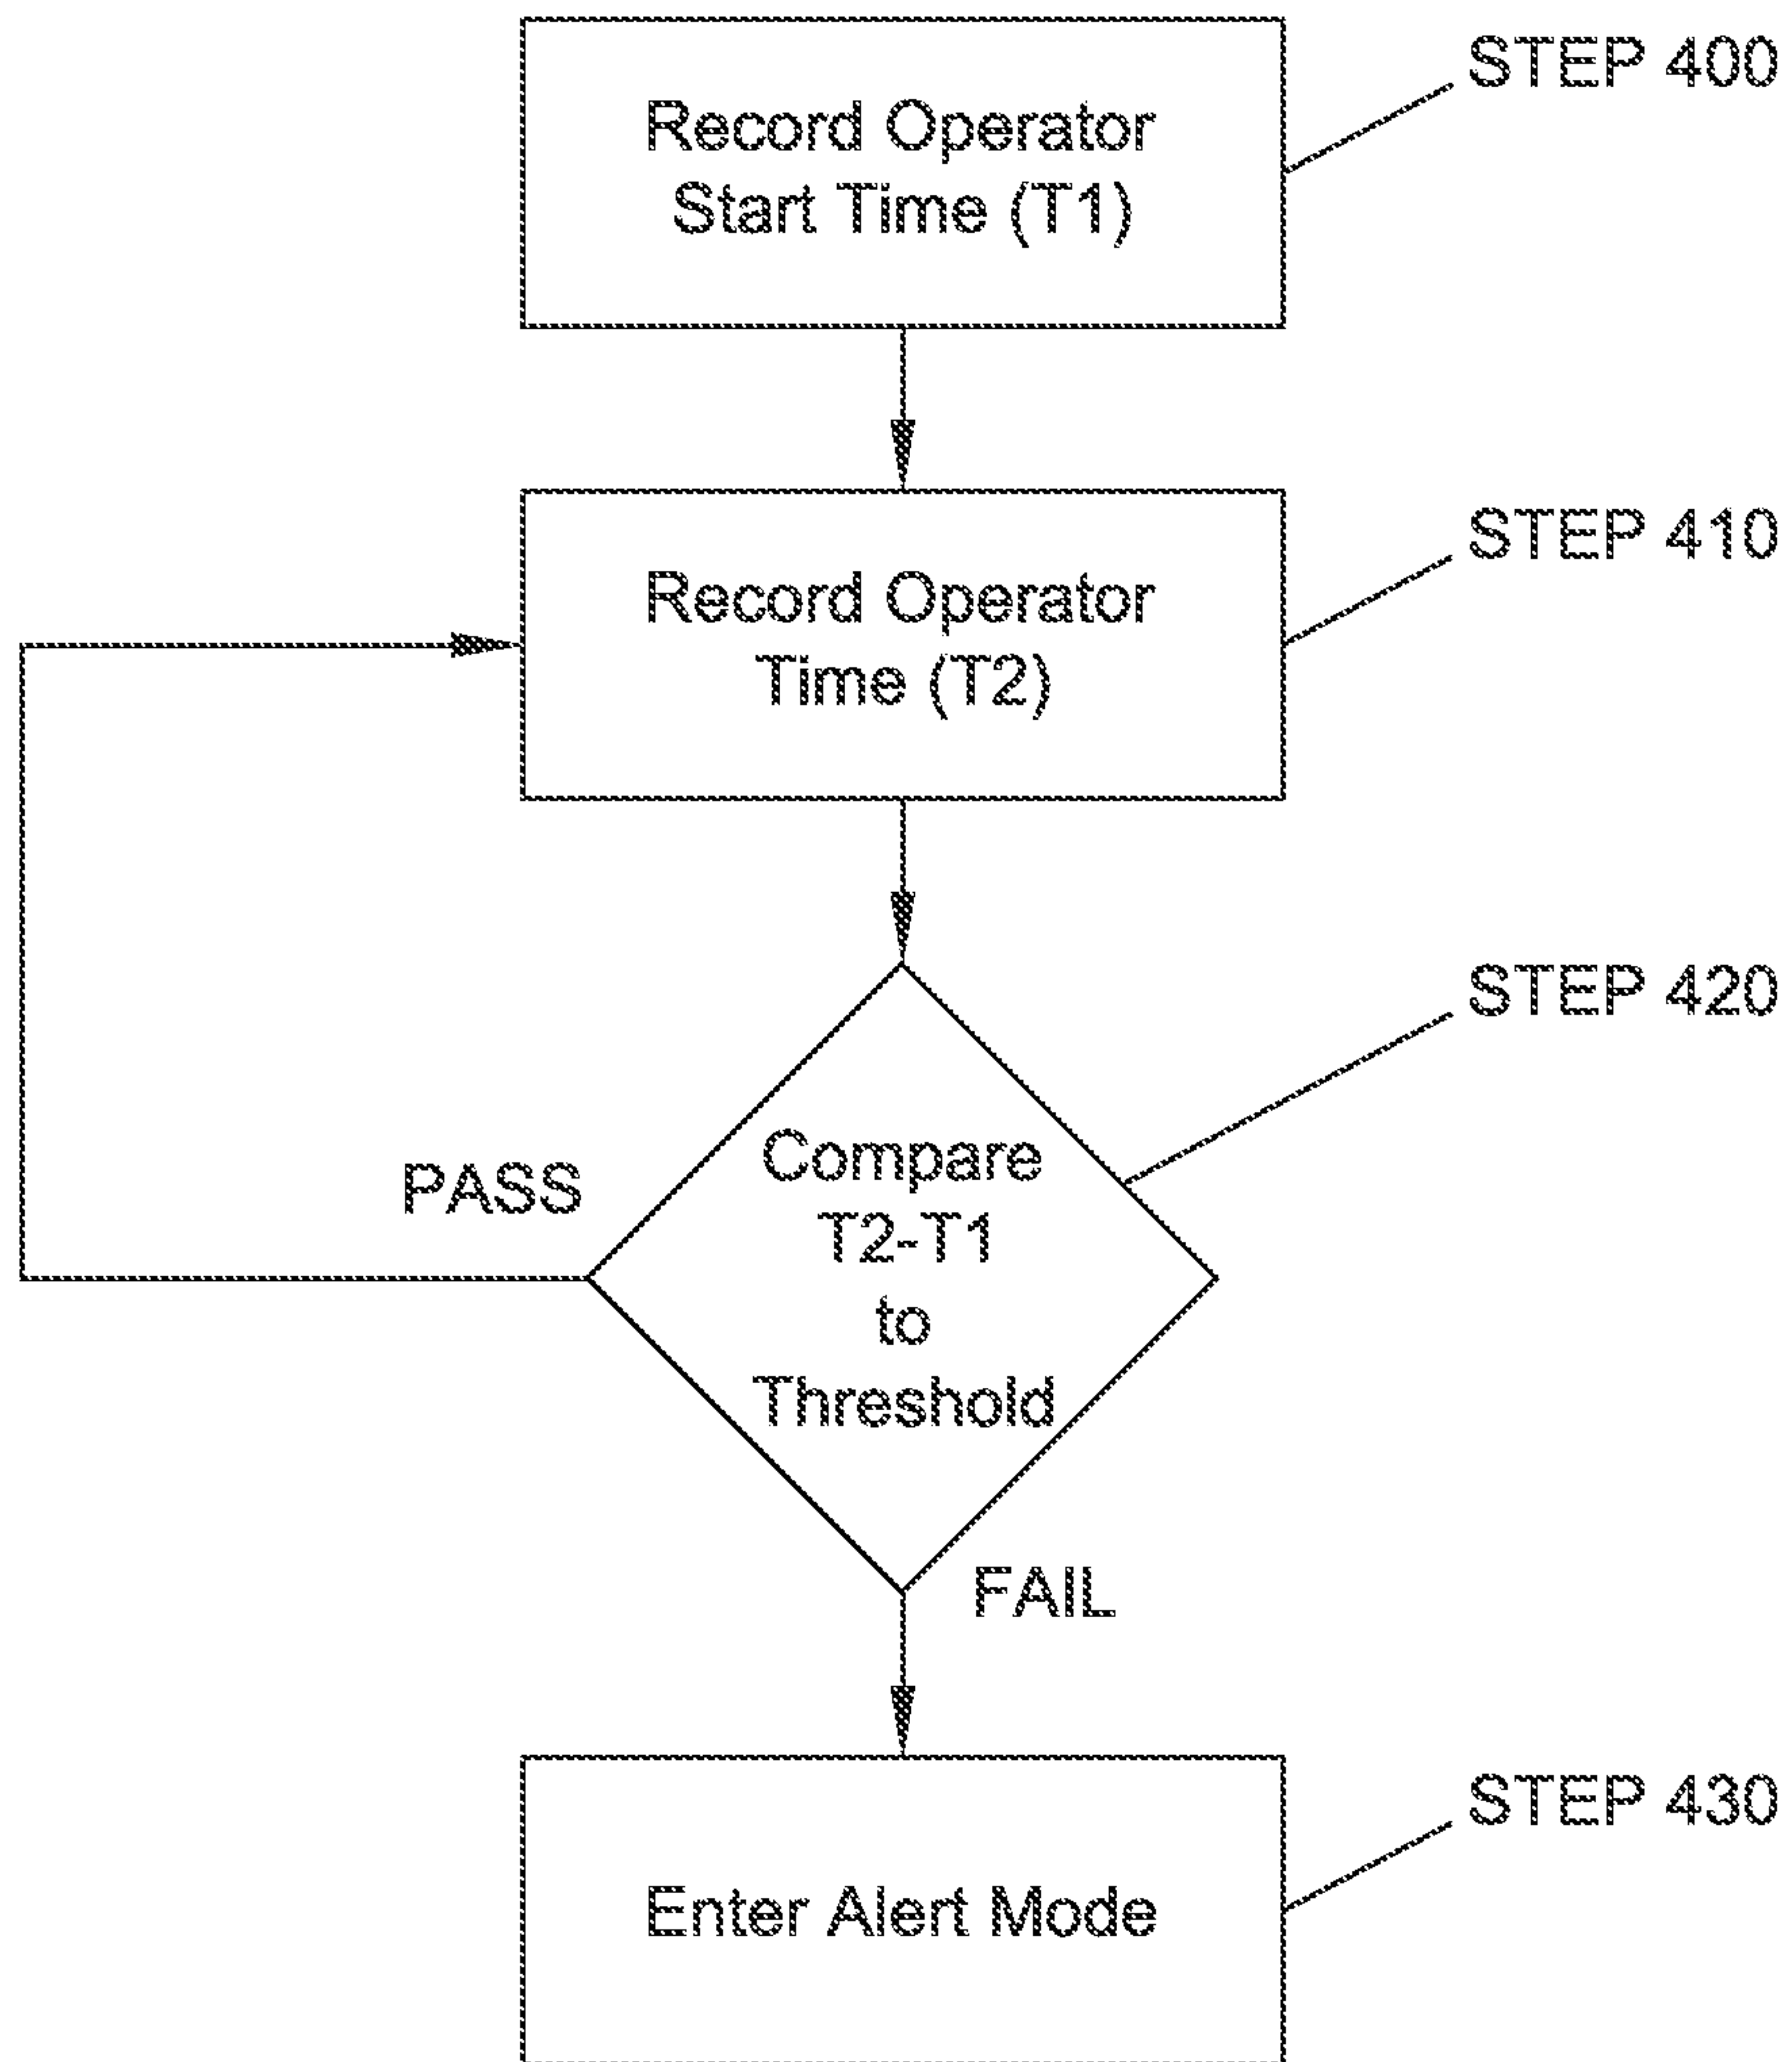 Record Operator
Start Time (T1)
STEP 400
Record Operator
Time (T2)
STEP 410
Compare
T2-T1
to
Threshold
STEP 420
PASS
FAIL
Enter Alert Mode
STEP 430